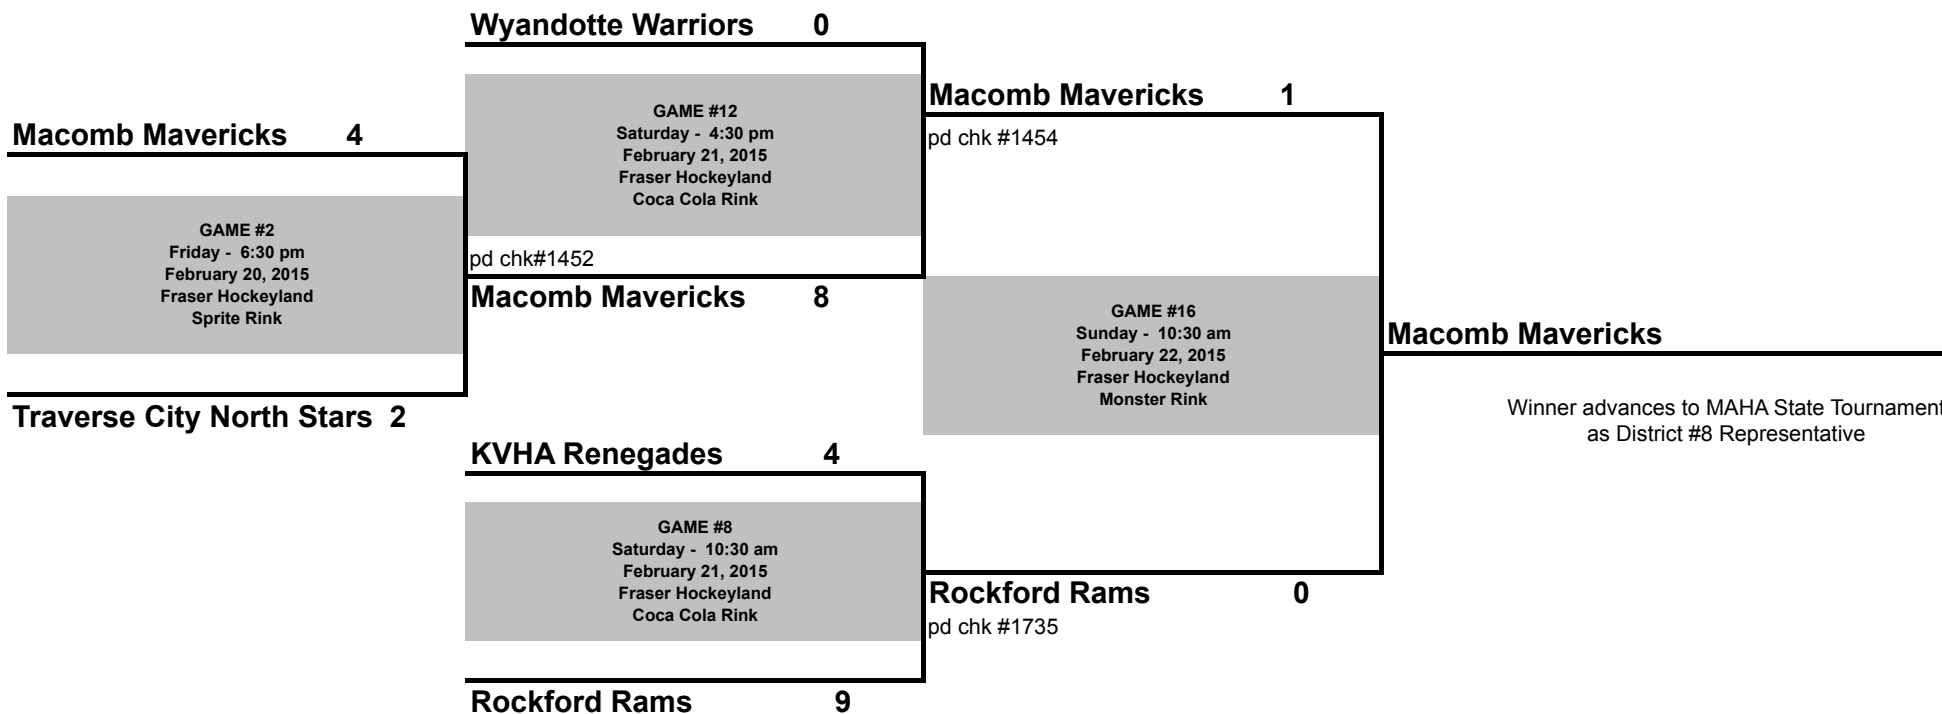 Wyandotte Warriors 0
GAME #12
Saturday - 4:30 pm
February 21, 2015
Fraser Hockeyland
Coca Cola Rink
Macomb Mavericks 1
pd chk #1454
Macomb Mavericks 4
GAME #2
Friday - 6:30 pm
February 20, 2015
Fraser Hockeyland
Sprite Rink
pd chk#1452
Macomb Mavericks 8
GAME #16
Sunday - 10:30 am
February 22, 2015
Fraser Hockeyland
Monster Rink
Macomb Mavericks
Winner advances to MAHA State Tournament
as District #8 Representative
Traverse City North Stars 2
KVHA Renegades 4
GAME #8
Saturday - 10:30 am
February 21, 2015
Fraser Hockeyland
Coca Cola Rink
Rockford Rams 0
pd chk #1735
Rockford Rams 9